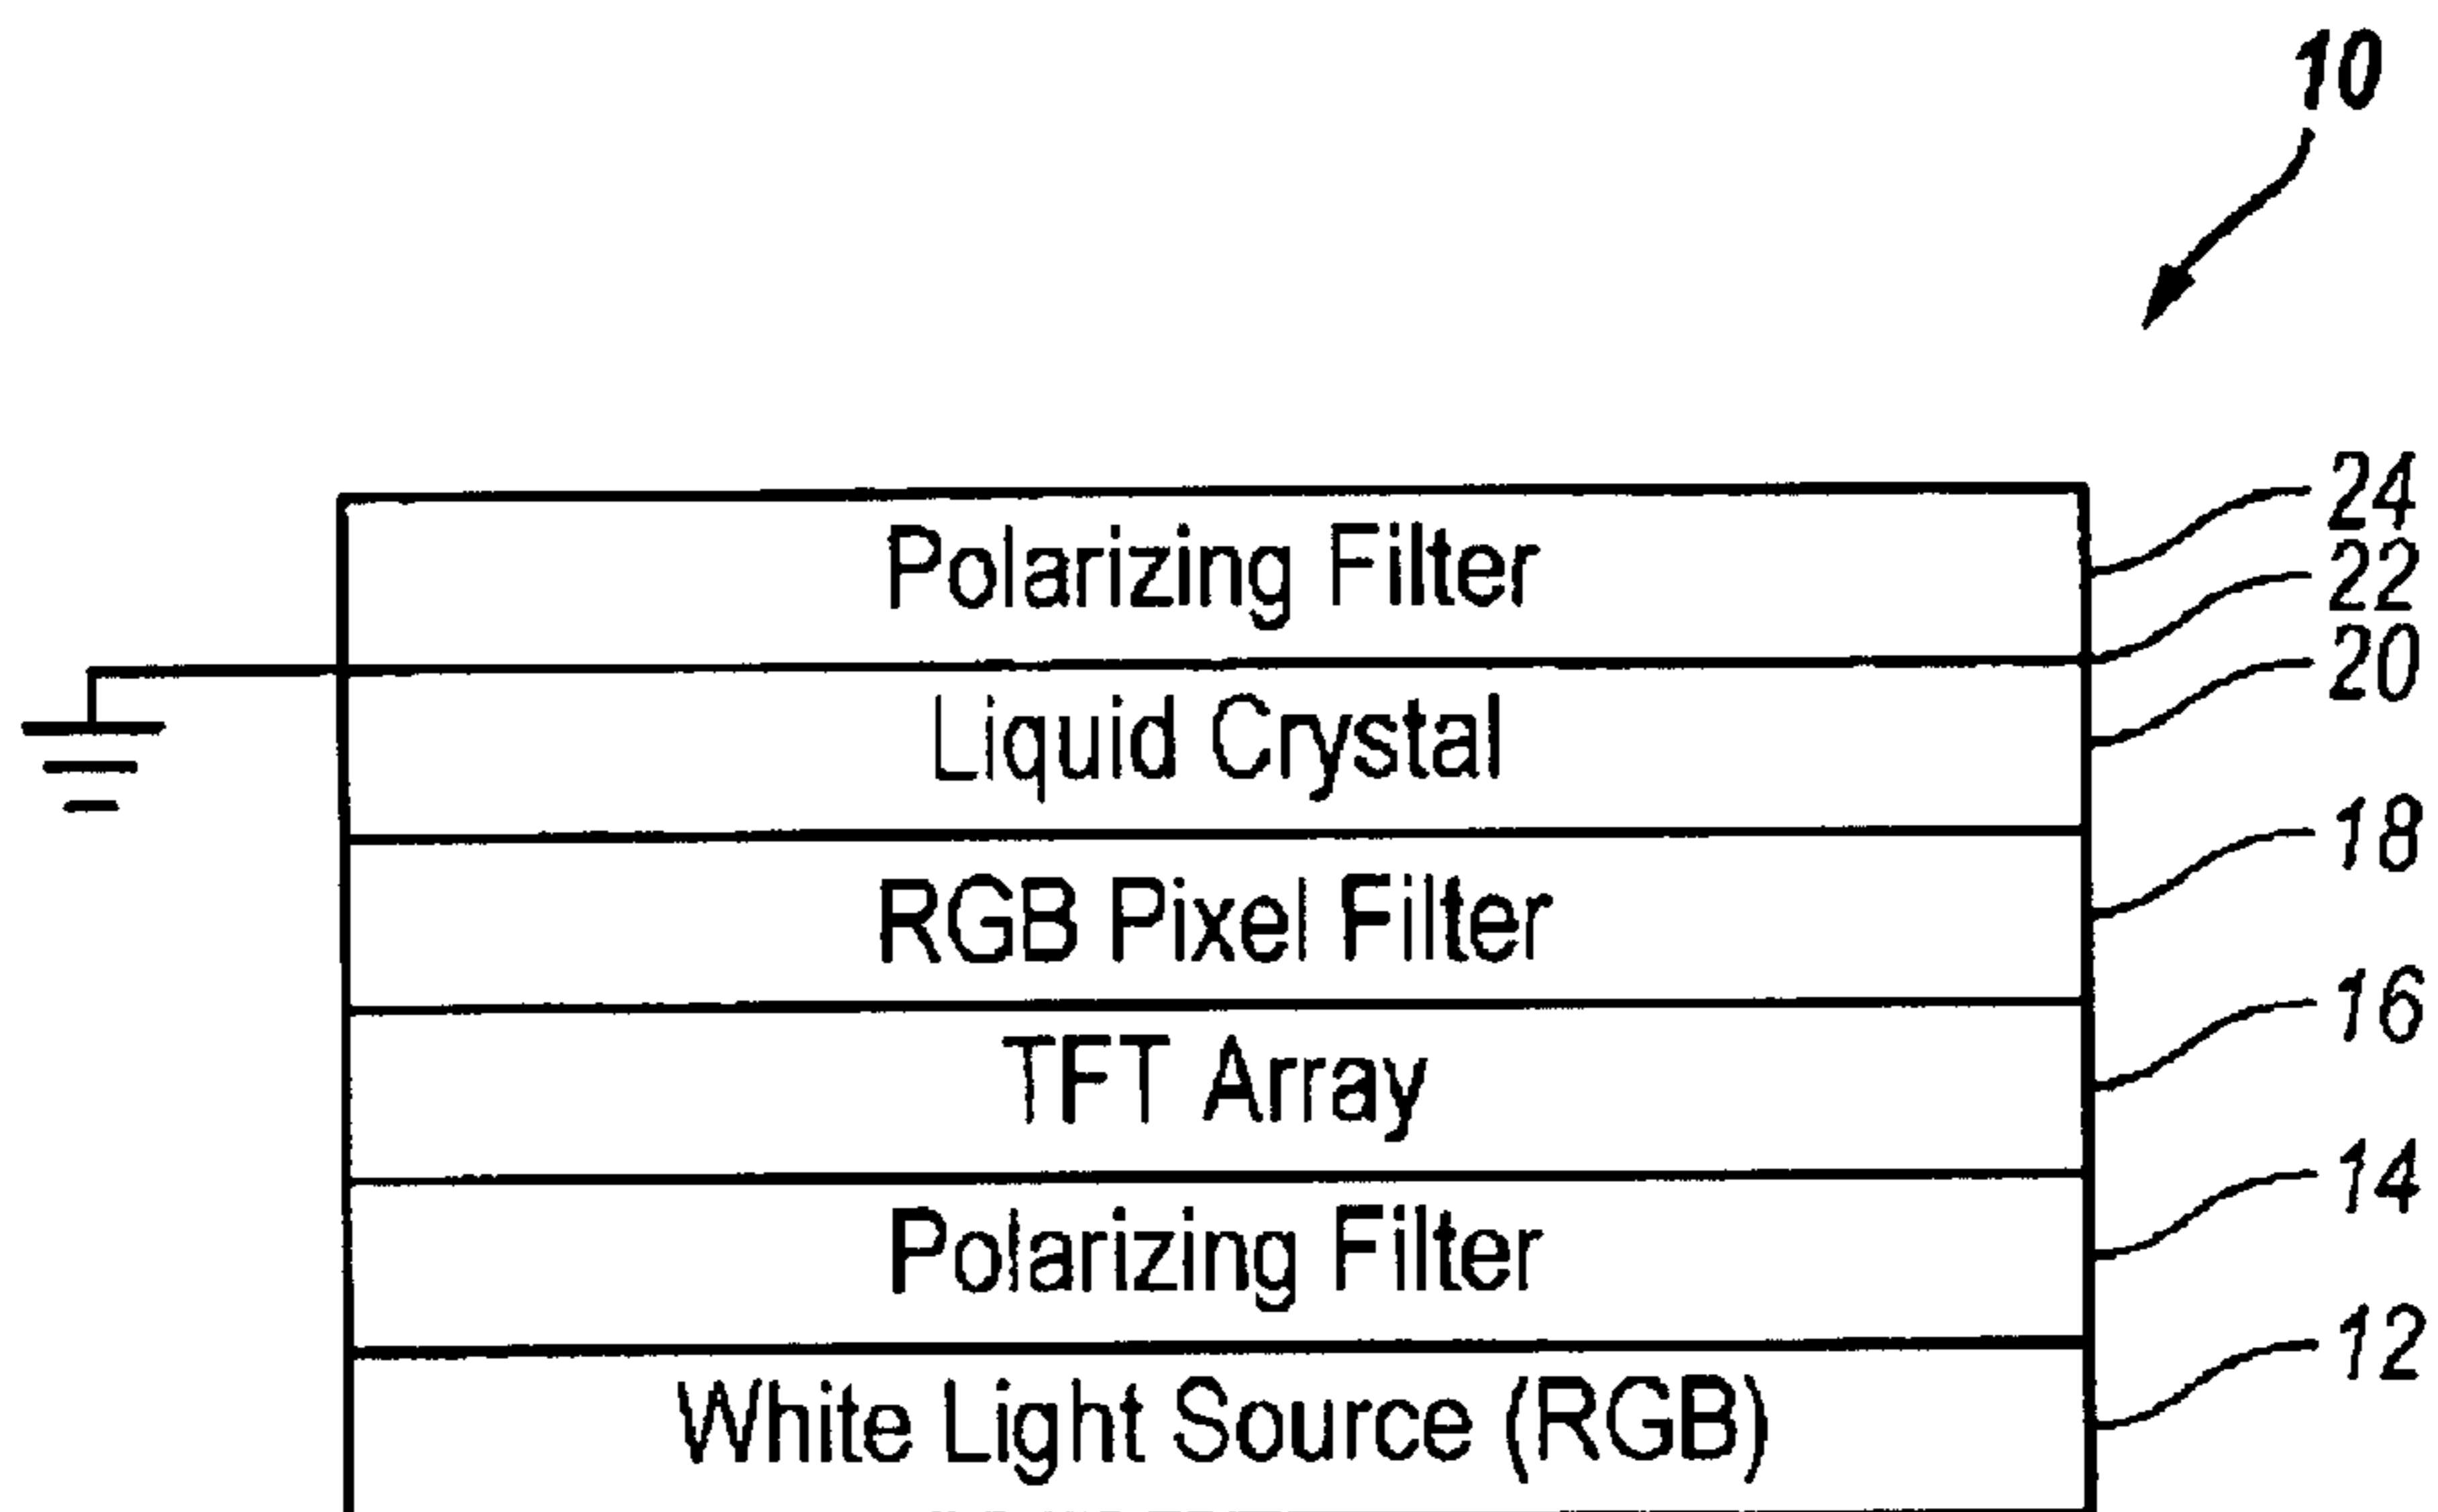 10
Polarizing Filter
24
22
Liquid Crystal
20
RGB Pixel Filter
18
TFT Array
16
Polarizing Filter
14
White Light Source (RGB)
12